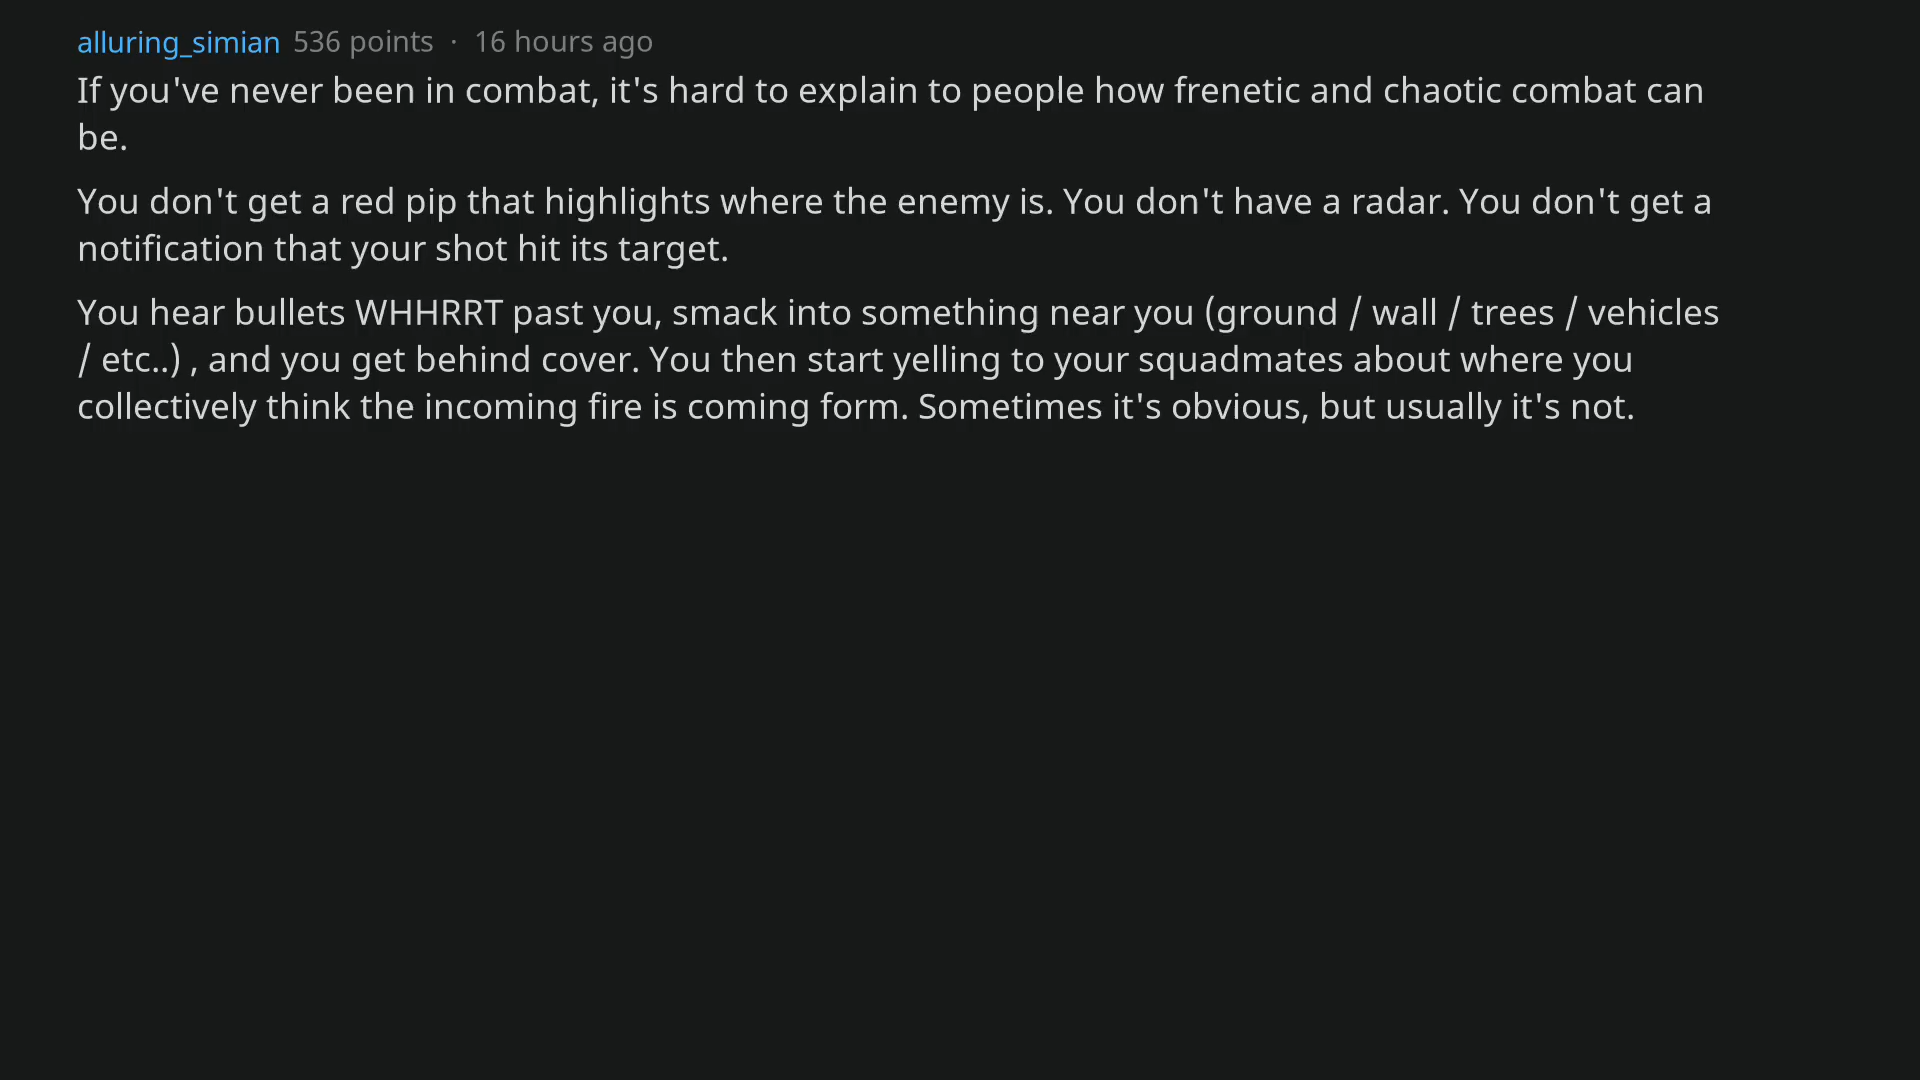 alluring_simian 536 points · 16 hours ago
If you've never been in combat, it's hard to explain to people how frenetic and chaotic combat can
be.
You don't get a red pip that highlights where the enemy is. You don't have a radar. You don't get a
notification that your shot hit its target.
You hear bullets WHHRRT past you, smack into something near you (ground / wall / trees / vehicles
/ etc..) , and you get behind cover. You then start yelling to your squadmates about where you
collectively think the incoming fire is coming form. Sometimes it's obvious, but usually it's not.